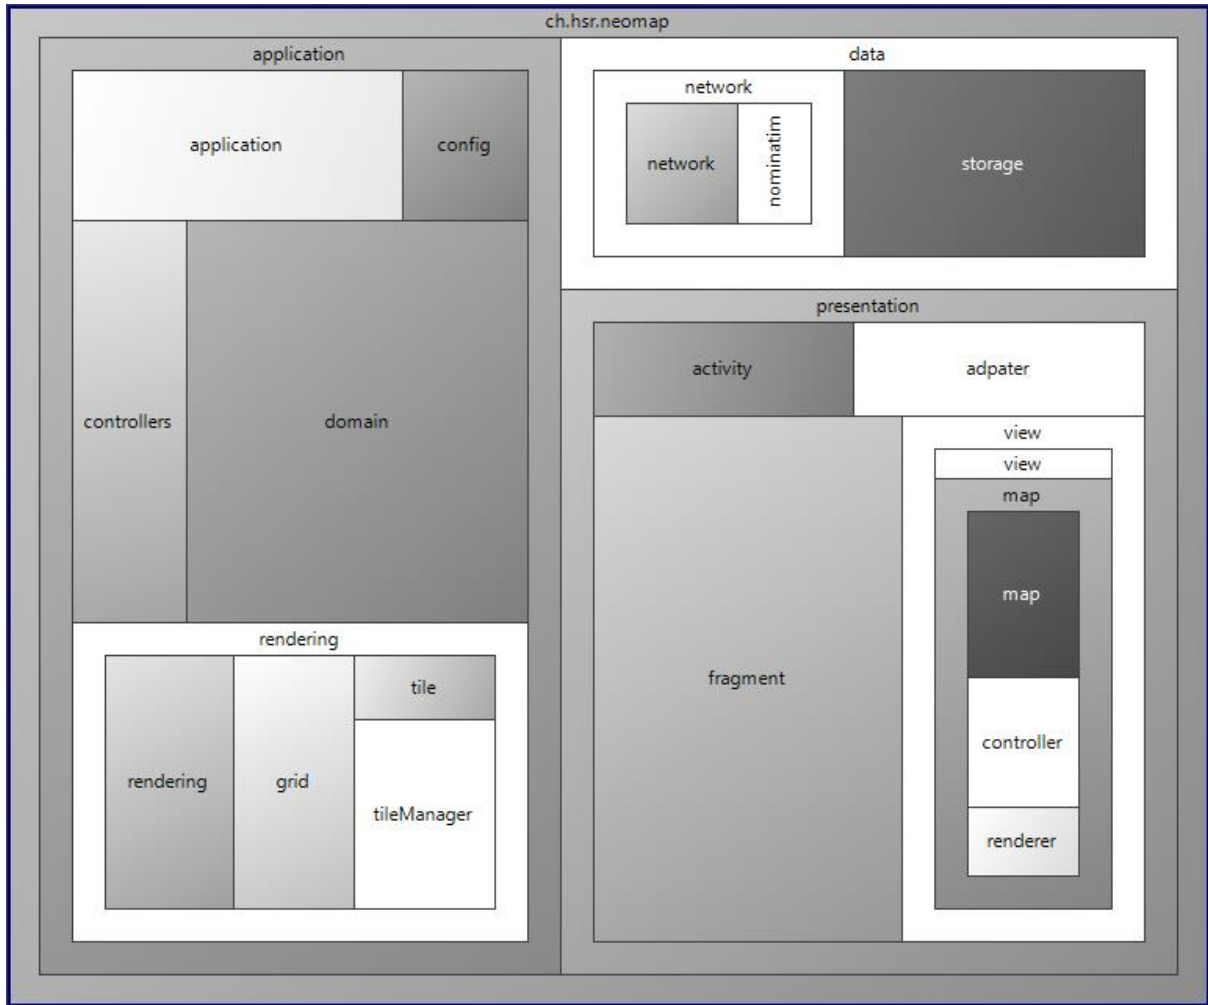 ch.hsr.neomap
application
application
config
controllers
domain
rendering
rendering
grid
tile
tileManager
data
network
network
nominatim
storage
presentation
activity
adpater
fragment
view
view
map
map
controller
renderer